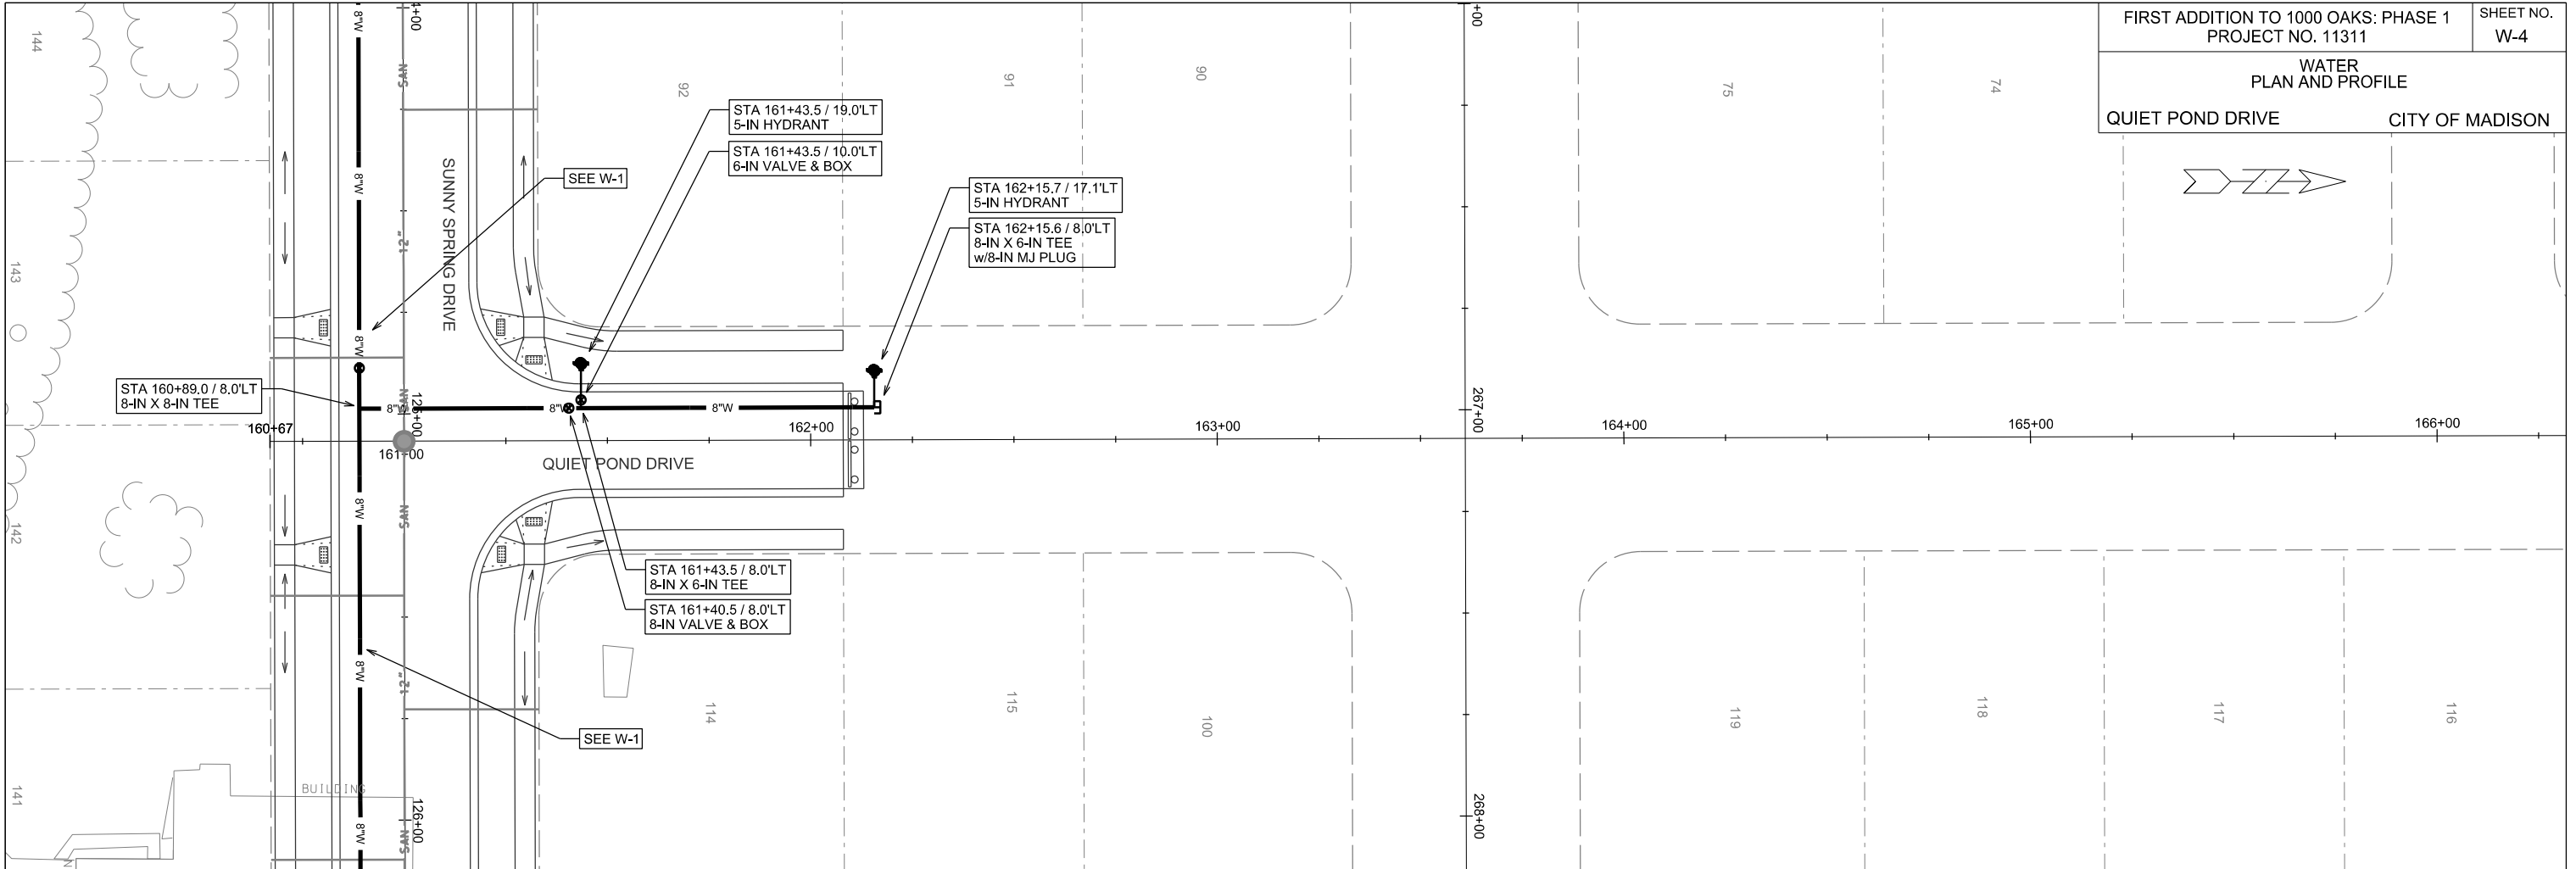 FIRST ADDITION TO 1000 OAKS: PHASE 1
PROJECT NO. 11311
SHEET NO.
W-4
WATER
PLAN AND PROFILE
QUIET POND DRIVE
CITY OF MADISON
144
143
142
141
92
91
90
75
74
114
115
100
119
118
117
116
STA 161+43.5 / 19.0'LT
5-IN HYDRANT
STA 161+43.5 / 10.0'LT
6-IN VALVE & BOX
SEE W-1
STA 162+15.7 / 17.1'LT
5-IN HYDRANT
STA 162+15.6 / 8.0'LT
8-IN X 6-IN TEE
w/8-IN MJ PLUG
STA 160+89.0 / 8.0'LT
8-IN X 8-IN TEE
STA 161+43.5 / 8.0'LT
8-IN X 6-IN TEE
STA 161+40.5 / 8.0'LT
8-IN VALVE & BOX
SEE W-1
SUNNY SPRING DRIVE
QUIET POND DRIVE
160+67
161+00
162+00
163+00
164+00
165+00
166+00
4+00
125+00
126+00
+00
267+00
268+00
8"W
8"W
8"W
8"W
8"W
8"W
8"W
8"W
8"W
SAN
12"
SAN
SAN
12"
SAN
BUILDING